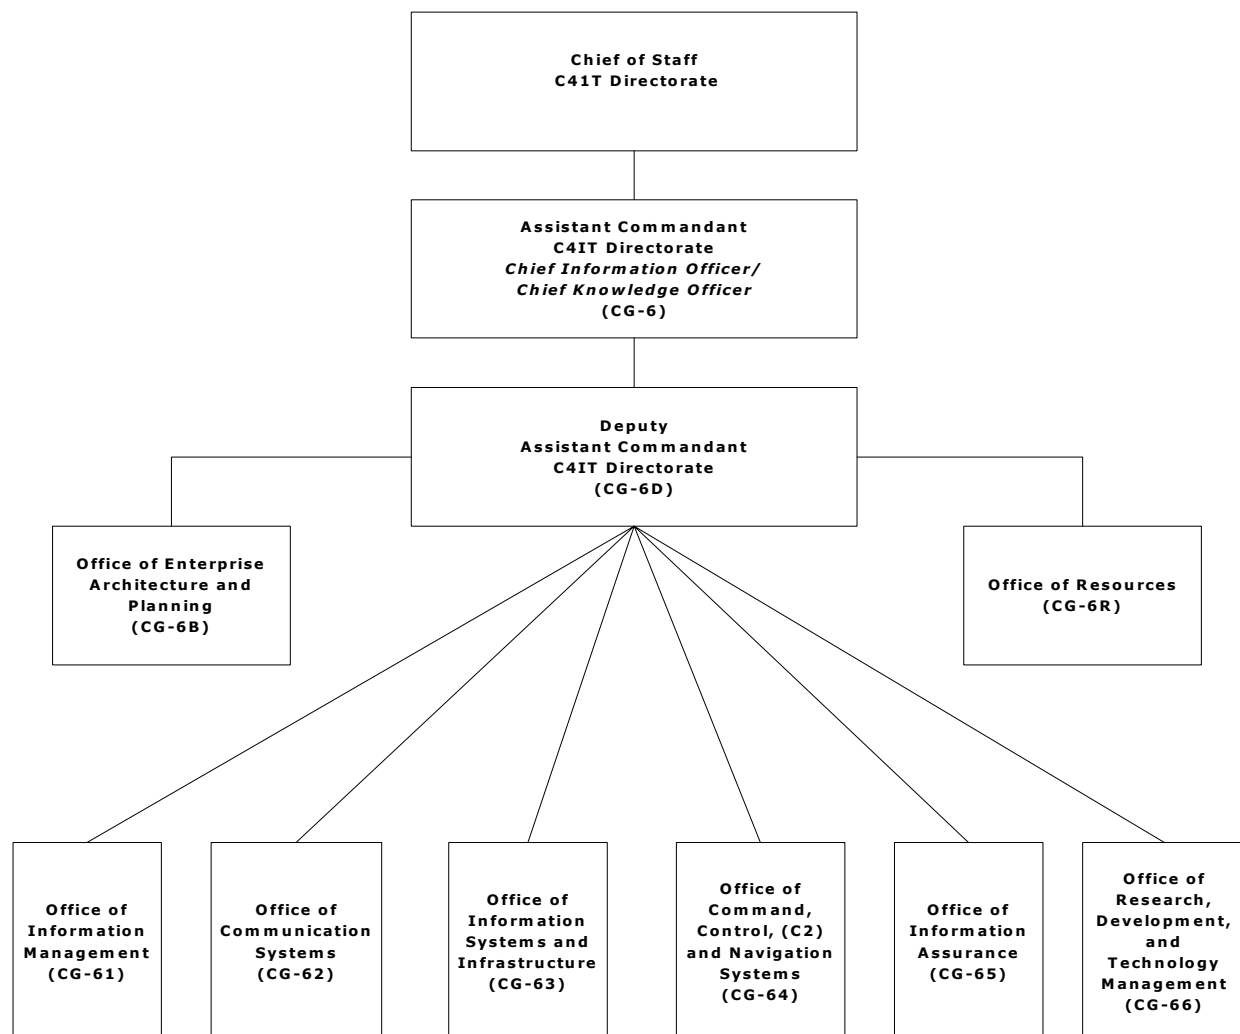 Chief of Staff
C41T Directorate
Assistant Commandant
C4IT Directorate
Chief Information Officer/
Chief Knowledge Officer
(CG-6)
Deputy
Assistant Commandant
C4IT Directorate
(CG-6D)
Office of Enterprise
Architecture and
Planning
(CG-6B)
Office of Resources
(CG-6R)
Office of
Information
Management
(CG-61)
Office of
Communication
Systems
(CG-62)
Office of
Information
Systems and
Infrastructure
(CG-63)
Office of
Command,
Control, (C2)
and Navigation
Systems
(CG-64)
Office of
Information
Assurance
(CG-65)
Office of
Research,
Development,
and
Technology
Management
(CG-66)